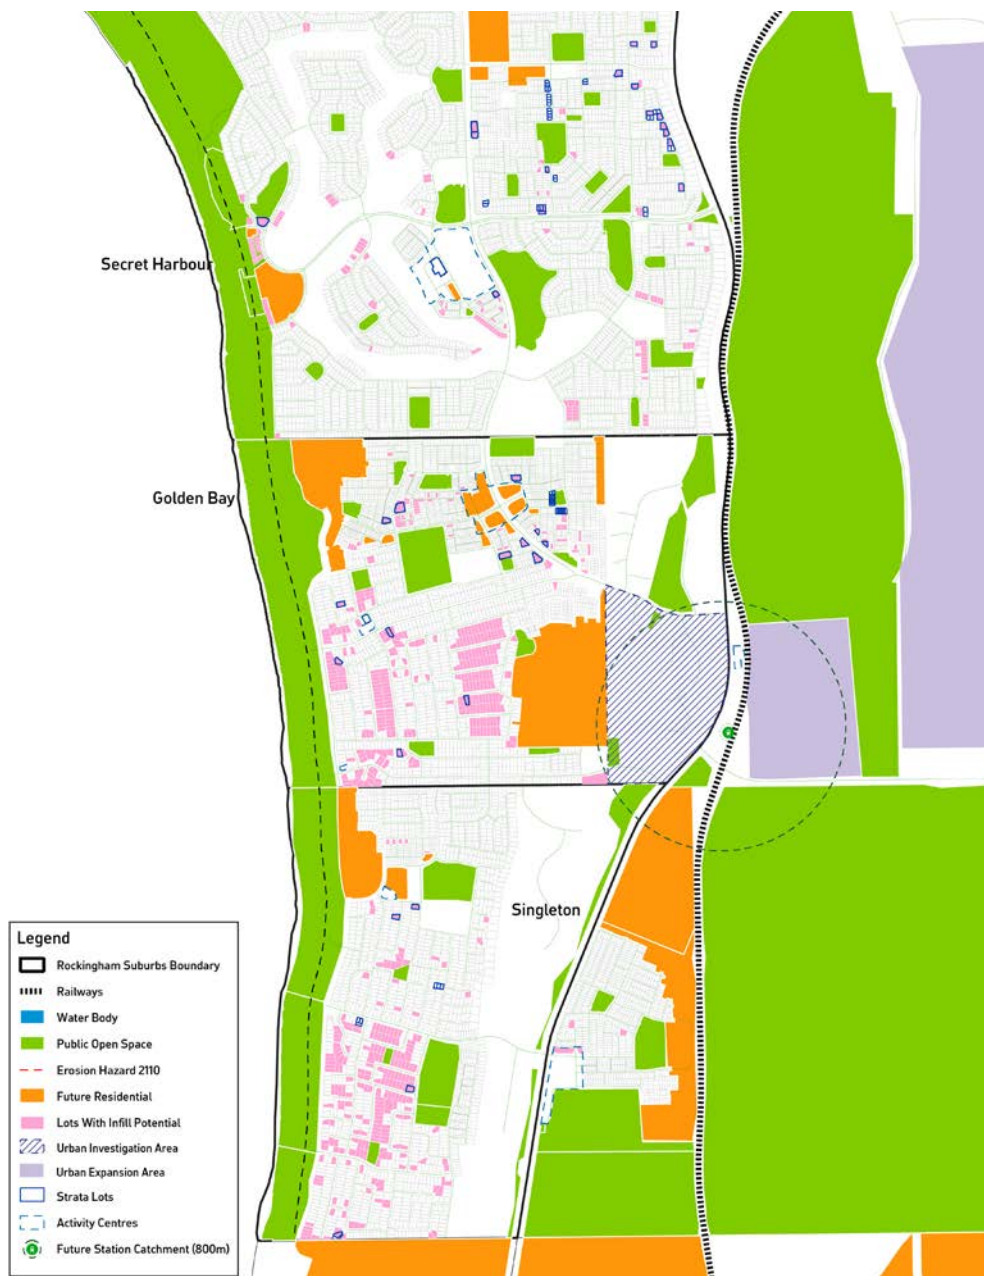 Secret Harbour
Golden Bay
Singleton
Legend
Rockingham Suburbs Boundary
Railways
Water Body
Public Open Space
Erosion Hazard 2110
Future Residential
Lots With Infill Potential
Urban Investigation Area
Urban Expansion Area
Strata Lots
Activity Centres
Future Station Catchment (800m)